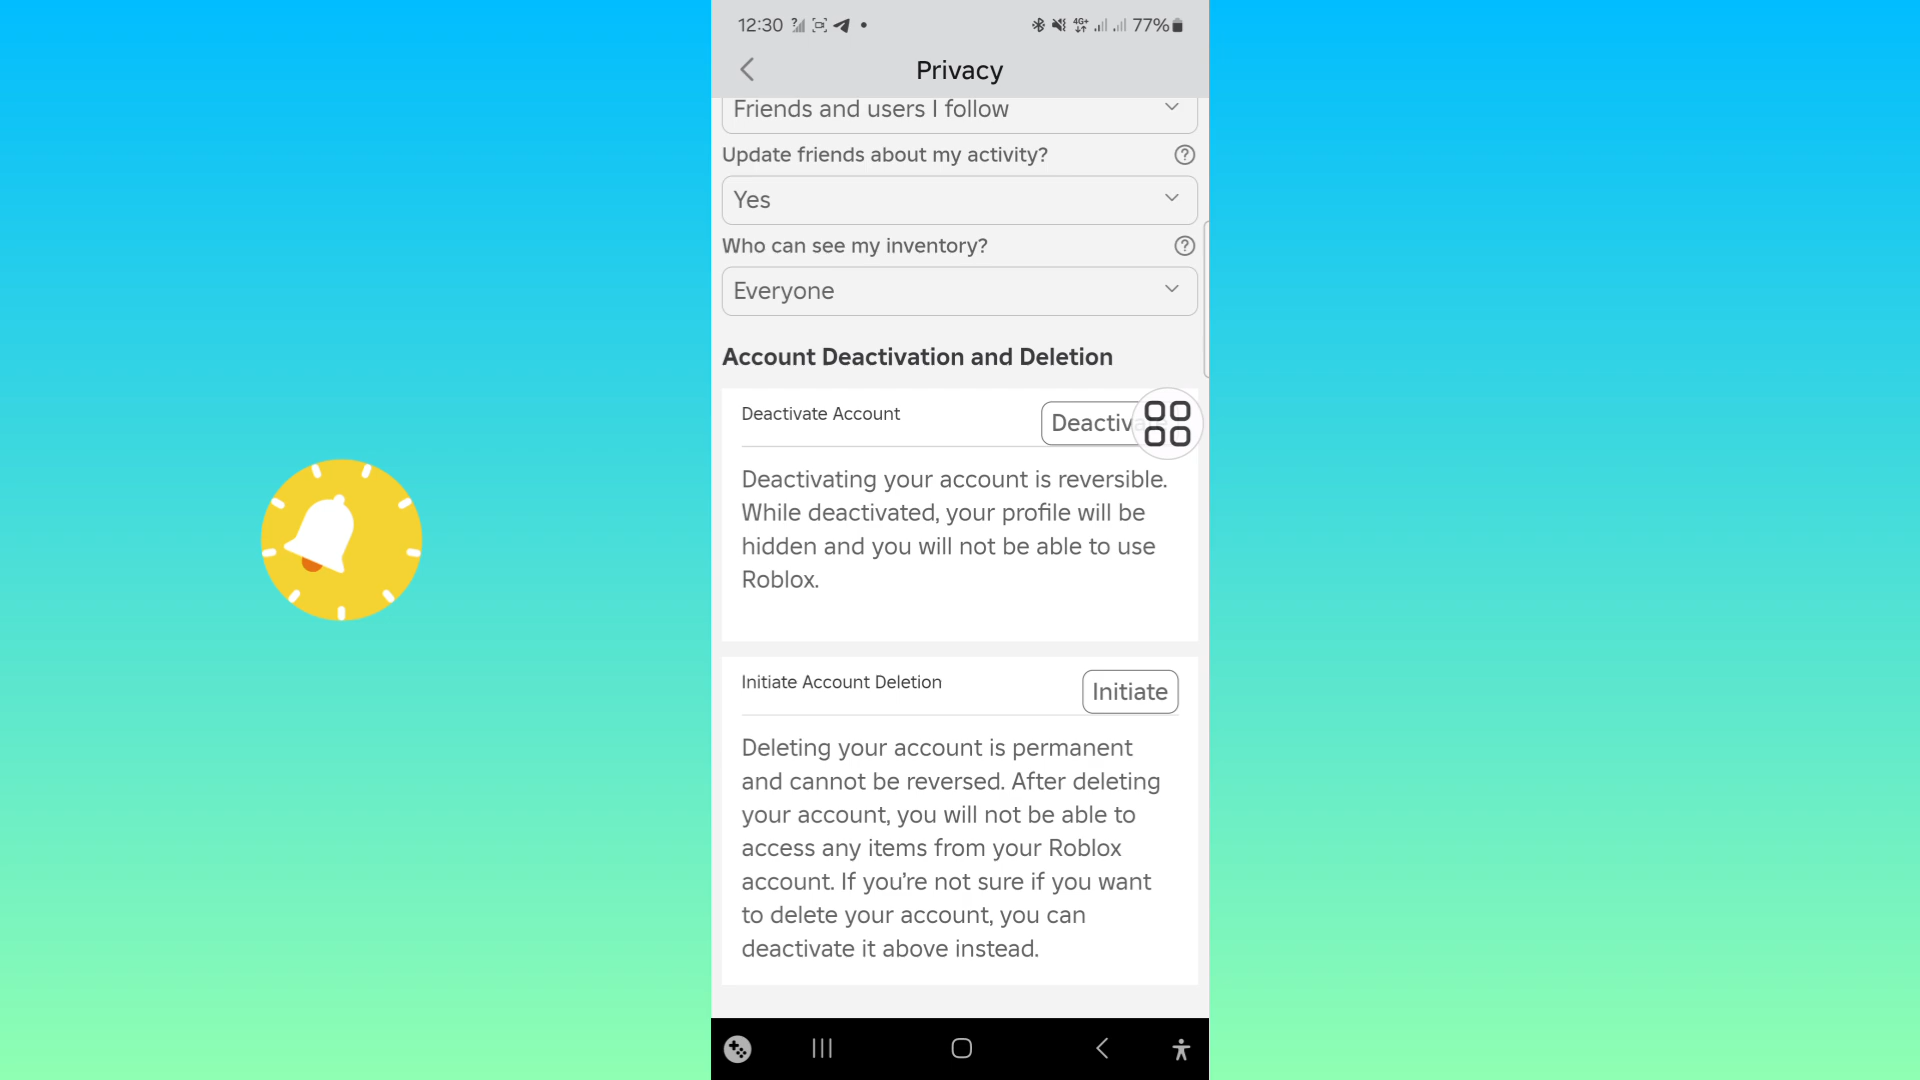 12:30
4G+
77%
Privacy
Friends and users I follow
Update friends about my activity?
Yes
Who can see my inventory?
Everyone
Account Deactivation and Deletion
Deactivate Account
Deactivate
Deactivating your account is reversible.
While deactivated, your profile will be
hidden and you will not be able to use
Roblox.
Initiate Account Deletion
Initiate
Deleting your account is permanent
and cannot be reversed. After deleting
your account, you will not be able to
access any items from your Roblox
account. If you’re not sure if you want
to delete your account, you can
deactivate it above instead.